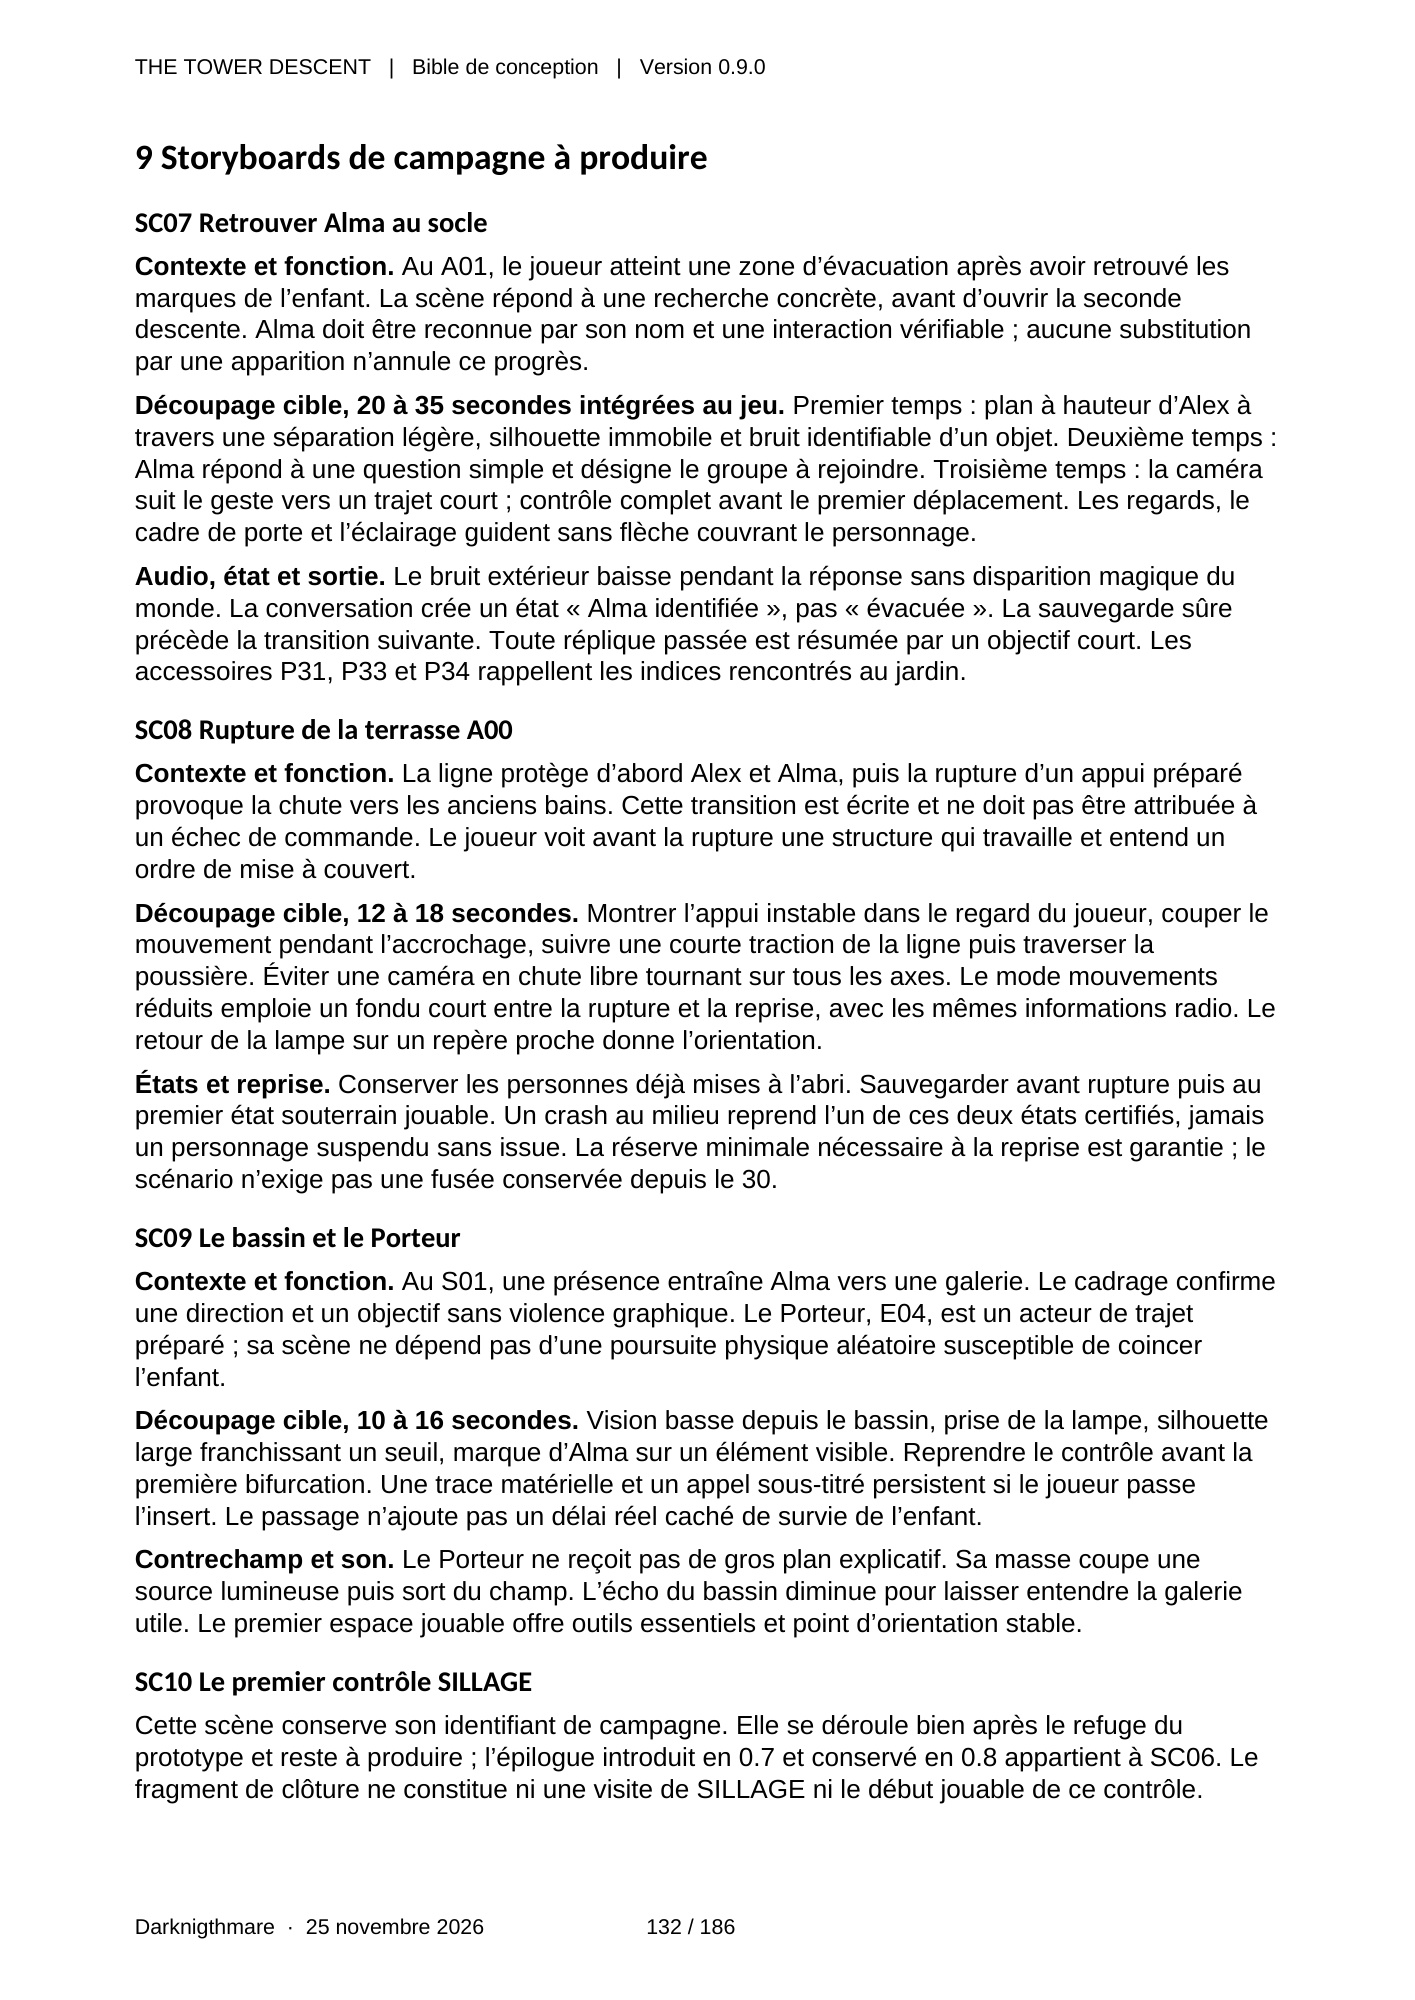 THE TOWER DESCENT | Bible de conception | Version 0.9.0
9 Storyboards de campagne à produire
SC07 Retrouver Alma au socle
Contexte et fonction. Au A01, le joueur atteint une zone d’évacuation après avoir retrouvé les
marques de l’enfant. La scène répond à une recherche concrète, avant d’ouvrir la seconde
descente. Alma doit être reconnue par son nom et une interaction vérifiable ; aucune substitution
par une apparition n’annule ce progrès.
Découpage cible, 20 à 35 secondes intégrées au jeu. Premier temps : plan à hauteur d’Alex à
travers une séparation légère, silhouette immobile et bruit identifiable d’un objet. Deuxième temps :
Alma répond à une question simple et désigne le groupe à rejoindre. Troisième temps : la caméra
suit le geste vers un trajet court ; contrôle complet avant le premier déplacement. Les regards, le
cadre de porte et l’éclairage guident sans flèche couvrant le personnage.
Audio, état et sortie. Le bruit extérieur baisse pendant la réponse sans disparition magique du
monde. La conversation crée un état « Alma identifiée », pas « évacuée ». La sauvegarde sûre
précède la transition suivante. Toute réplique passée est résumée par un objectif court. Les
accessoires P31, P33 et P34 rappellent les indices rencontrés au jardin.
SC08 Rupture de la terrasse A00
Contexte et fonction. La ligne protège d’abord Alex et Alma, puis la rupture d’un appui préparé
provoque la chute vers les anciens bains. Cette transition est écrite et ne doit pas être attribuée à
un échec de commande. Le joueur voit avant la rupture une structure qui travaille et entend un
ordre de mise à couvert.
Découpage cible, 12 à 18 secondes. Montrer l’appui instable dans le regard du joueur, couper le
mouvement pendant l’accrochage, suivre une courte traction de la ligne puis traverser la
poussière. Éviter une caméra en chute libre tournant sur tous les axes. Le mode mouvements
réduits emploie un fondu court entre la rupture et la reprise, avec les mêmes informations radio. Le
retour de la lampe sur un repère proche donne l’orientation.
États et reprise. Conserver les personnes déjà mises à l’abri. Sauvegarder avant rupture puis au
premier état souterrain jouable. Un crash au milieu reprend l’un de ces deux états certifiés, jamais
un personnage suspendu sans issue. La réserve minimale nécessaire à la reprise est garantie ; le
scénario n’exige pas une fusée conservée depuis le 30.
SC09 Le bassin et le Porteur
Contexte et fonction. Au S01, une présence entraîne Alma vers une galerie. Le cadrage confirme
une direction et un objectif sans violence graphique. Le Porteur, E04, est un acteur de trajet
préparé ; sa scène ne dépend pas d’une poursuite physique aléatoire susceptible de coincer
l’enfant.
Découpage cible, 10 à 16 secondes. Vision basse depuis le bassin, prise de la lampe, silhouette
large franchissant un seuil, marque d’Alma sur un élément visible. Reprendre le contrôle avant la
première bifurcation. Une trace matérielle et un appel sous-titré persistent si le joueur passe
l’insert. Le passage n’ajoute pas un délai réel caché de survie de l’enfant.
Contrechamp et son. Le Porteur ne reçoit pas de gros plan explicatif. Sa masse coupe une
source lumineuse puis sort du champ. L’écho du bassin diminue pour laisser entendre la galerie
utile. Le premier espace jouable offre outils essentiels et point d’orientation stable.
SC10 Le premier contrôle SILLAGE
Cette scène conserve son identifiant de campagne. Elle se déroule bien après le refuge du
prototype et reste à produire ; l’épilogue introduit en 0.7 et conservé en 0.8 appartient à SC06. Le
fragment de clôture ne constitue ni une visite de SILLAGE ni le début jouable de ce contrôle.
Darknigthmare · 25 novembre 2026 132 / 186